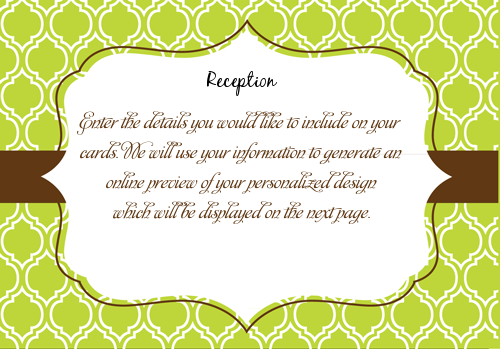 Reception
Enter the details you would like to include on your
cards. We will use your information to generate an
online preview of your personalized design
which will be displayed on the next page.